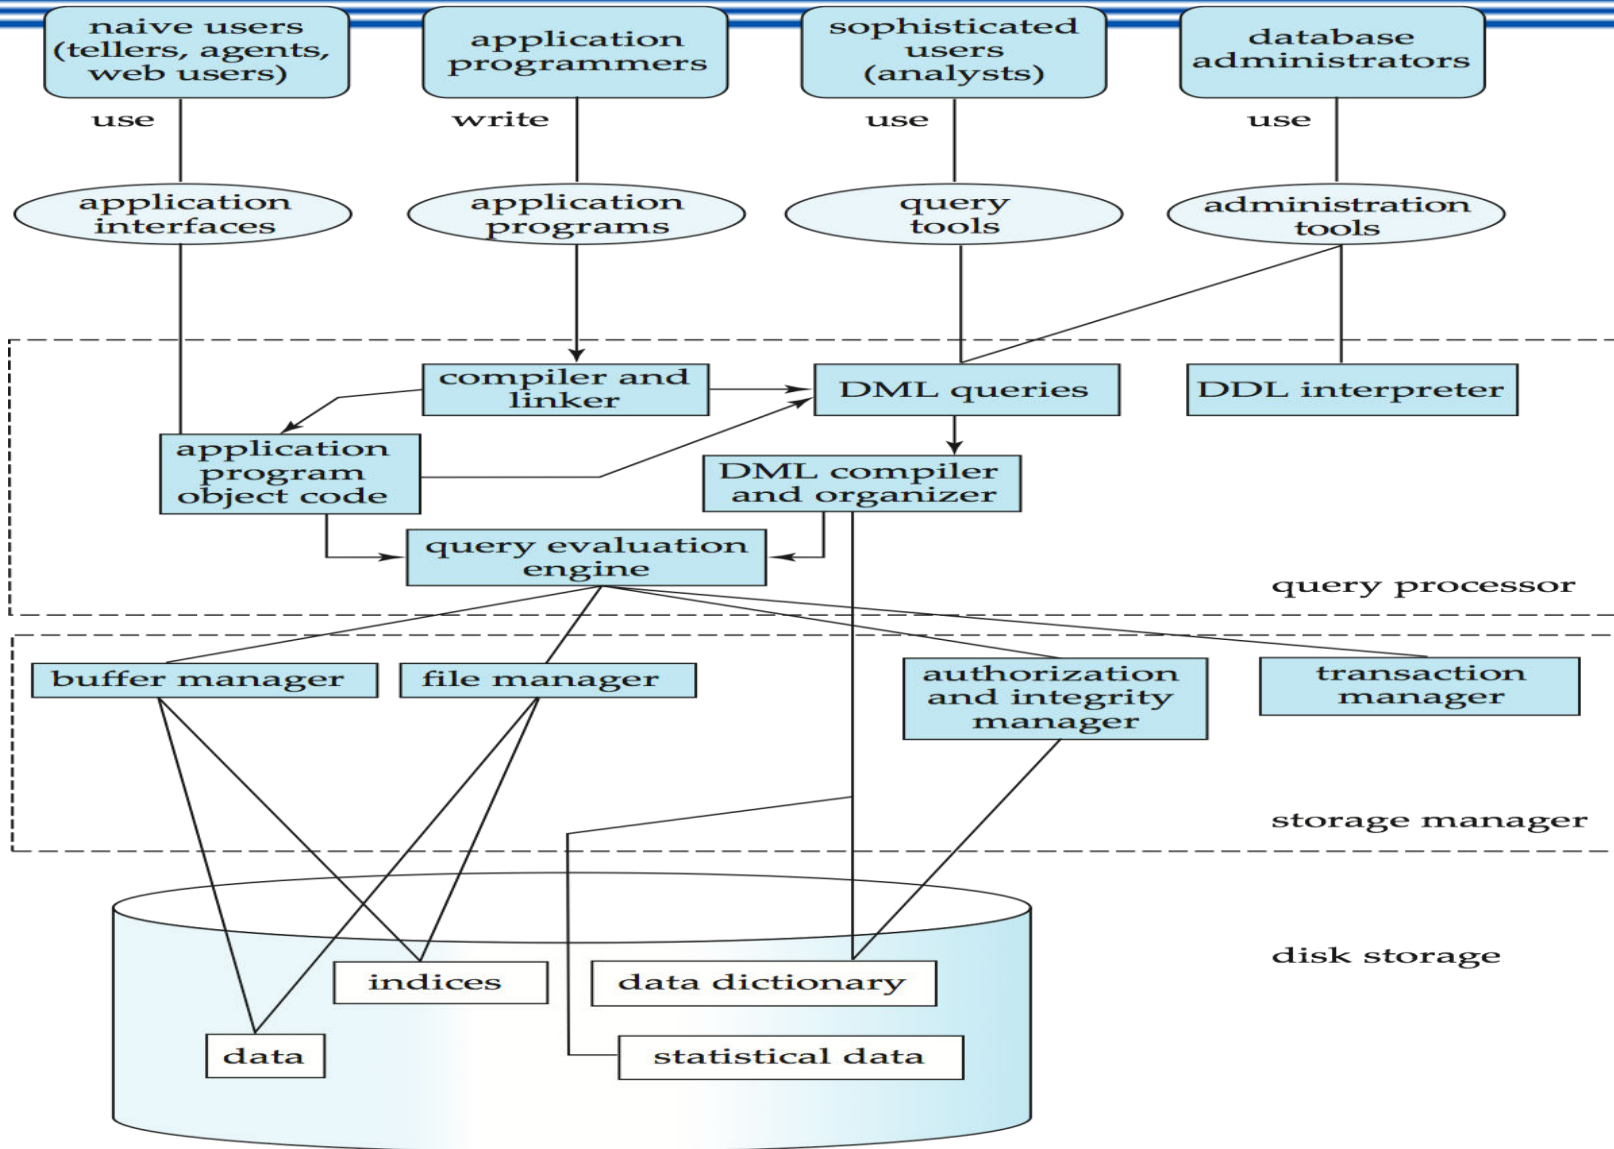 naive users
(tellers, agents,
web users)
application
programmers
sophisticated
users
(analysts)
database
administrators
use
write
use
use
application
interfaces
application
programs
query
tools
administration
tools
compiler and
linker
DML queries
DDL interpreter
application
program
object code
DML compiler
and organizer
query evaluation
engine
query processor
buffer manager
file manager
authorization
and integrity
manager
transaction
manager
storage manager
disk storage
indices
data dictionary
data
statistical data